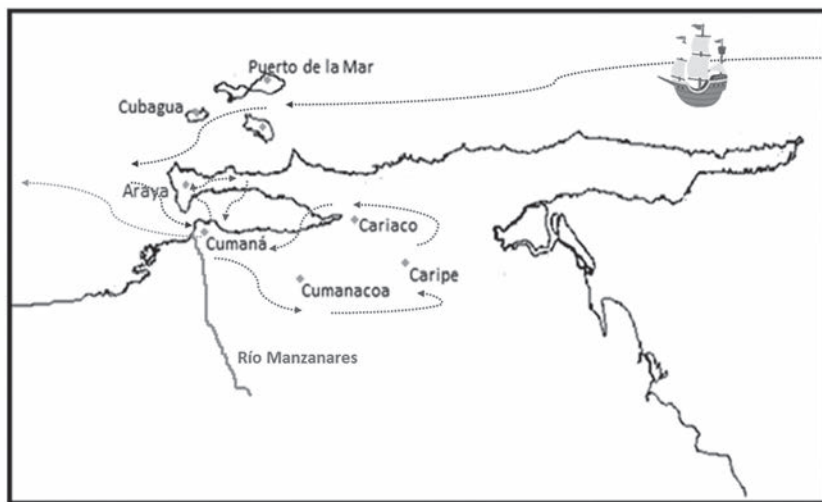 Puerto de la Mar
Cubagua
Araya
Cariaco
Cumaná
Caripe
Cumanacoa
Río Manzanares